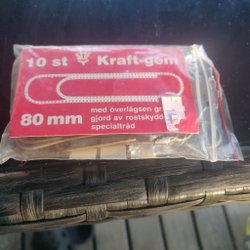 10 st Kraft-gem
80 mm
med överlägsen
gjord av rostskydd
specialtråd